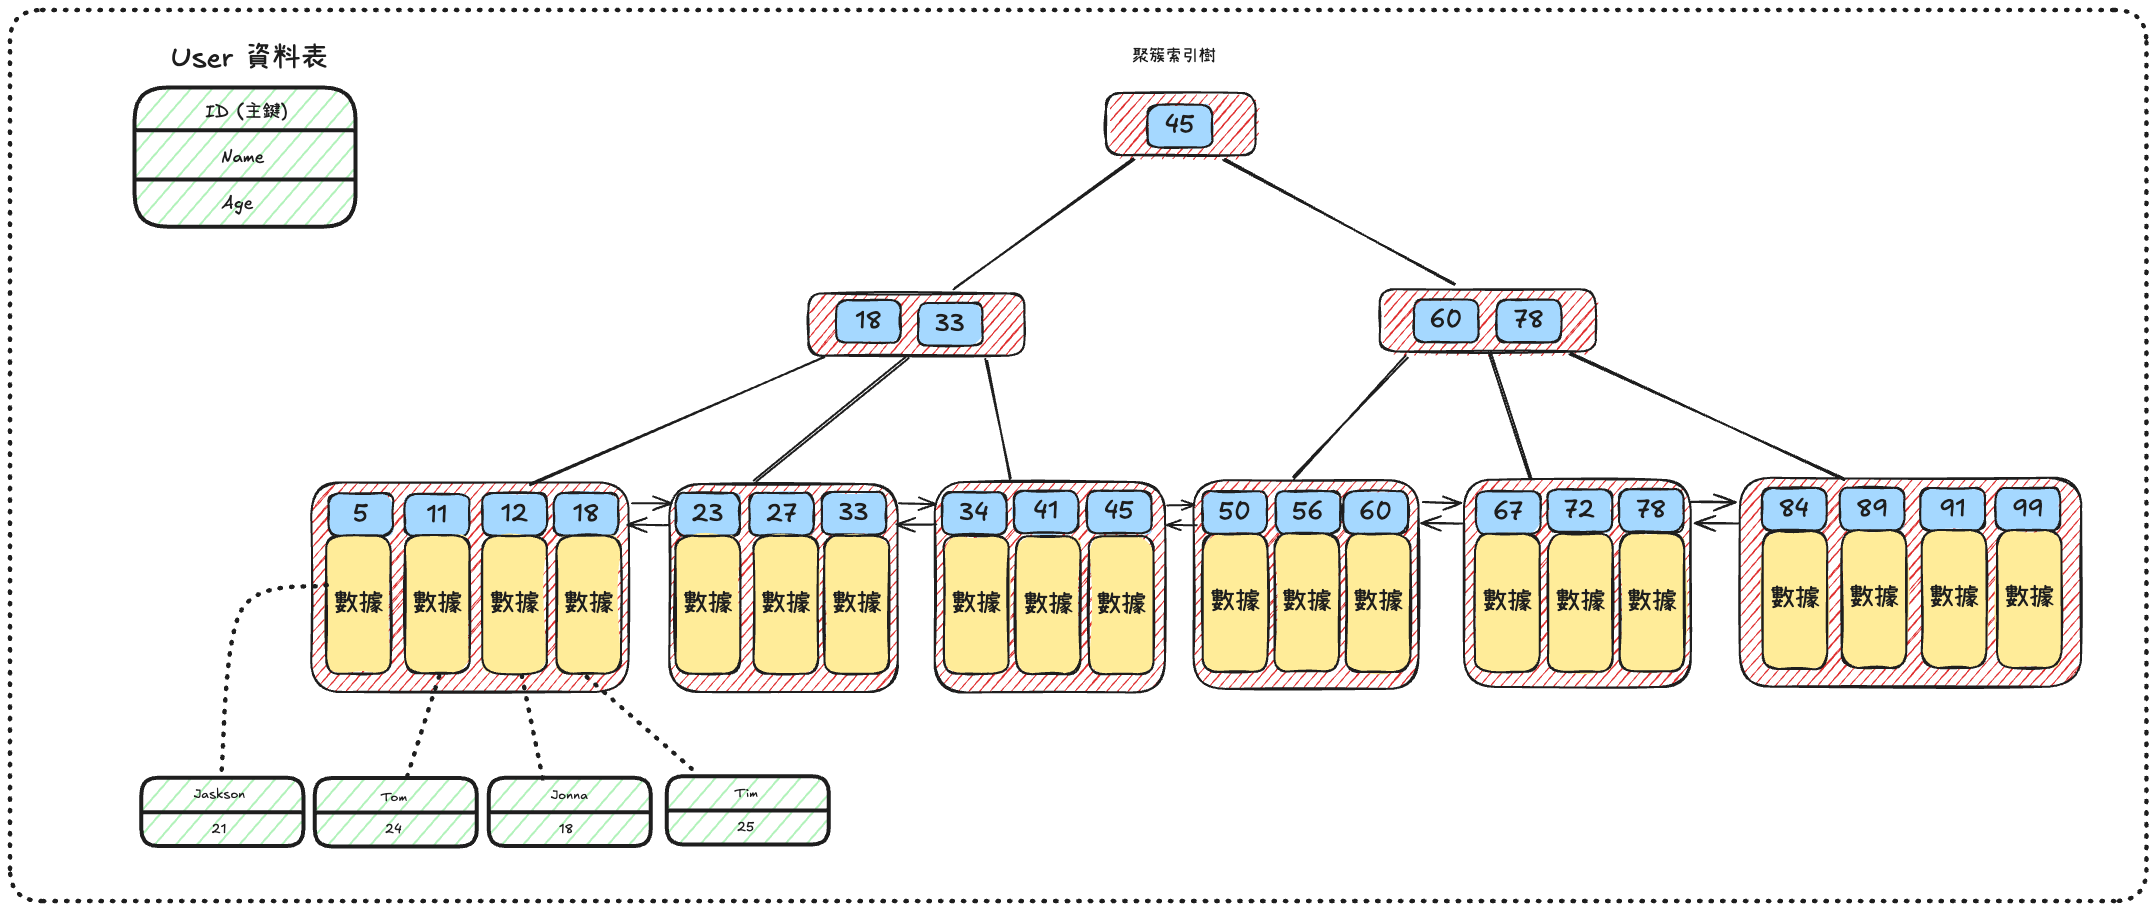 User 資料表
ID (主鍵)
Name
Age
聚簇索引樹
45
18 33
60 78
5 11 12 18
數據 數據 數據 數據
23 27 33
數據 數據 數據
34 41 45
數據 數據 數據
50 56 60
數據 數據 數據
67 72 78
數據 數據 數據
84 89 91 99
數據 數據 數據 數據
Jaskson
21
Tom
24
Jonna
18
Tim
25